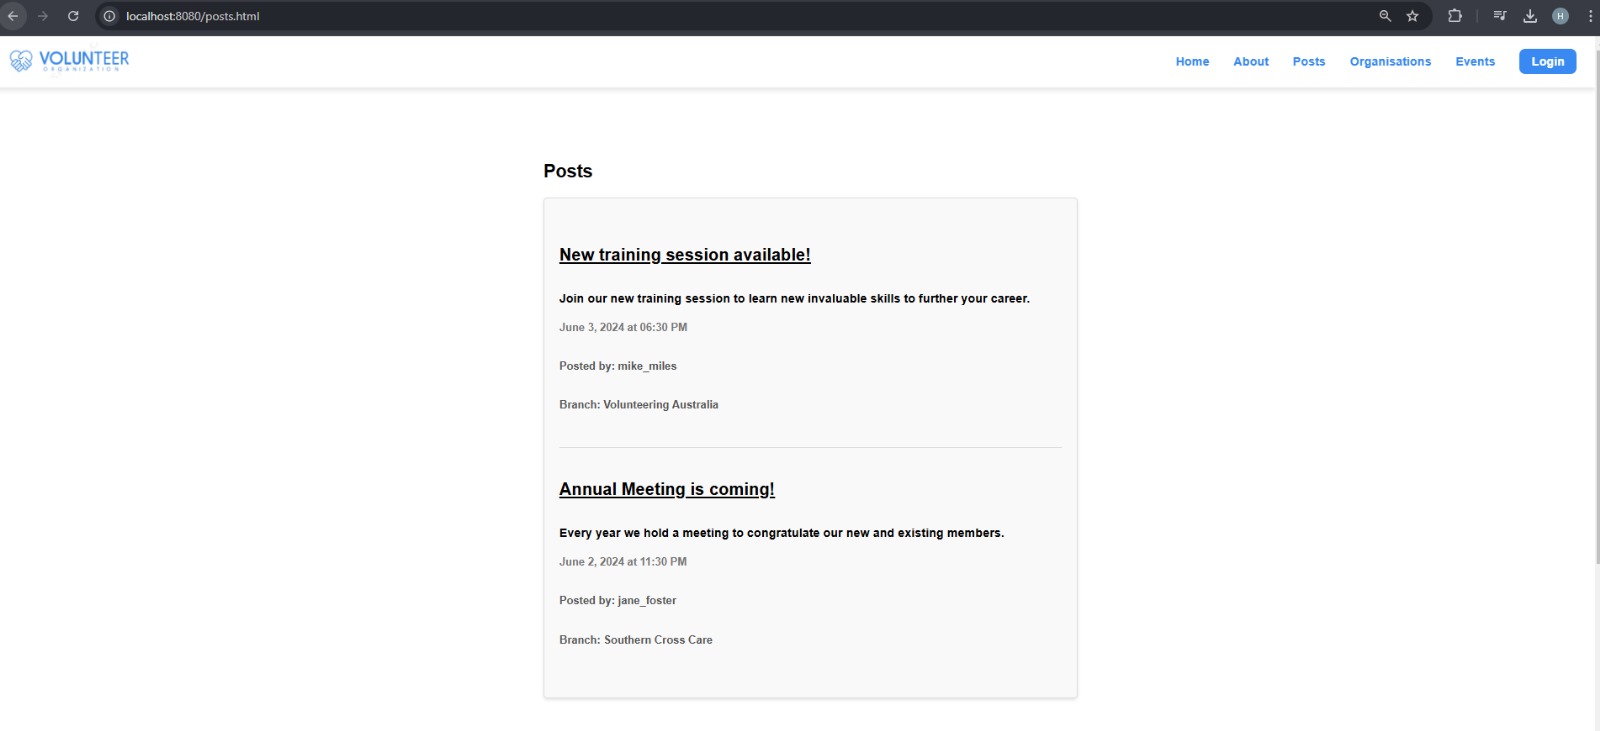 localhost:8080/posts.html
H
VOLUNTEER
ORGANIZATION
Home
About
Posts
Organisations
Events
Login
Posts
New training session available!
Join our new training session to learn new invaluable skills to further your career.
June 3, 2024 at 06:30 PM
Posted by: mike_miles
Branch: Volunteering Australia
Annual Meeting is coming!
Every year we hold a meeting to congratulate our new and existing members.
June 2, 2024 at 11:30 PM
Posted by: jane_foster
Branch: Southern Cross Care